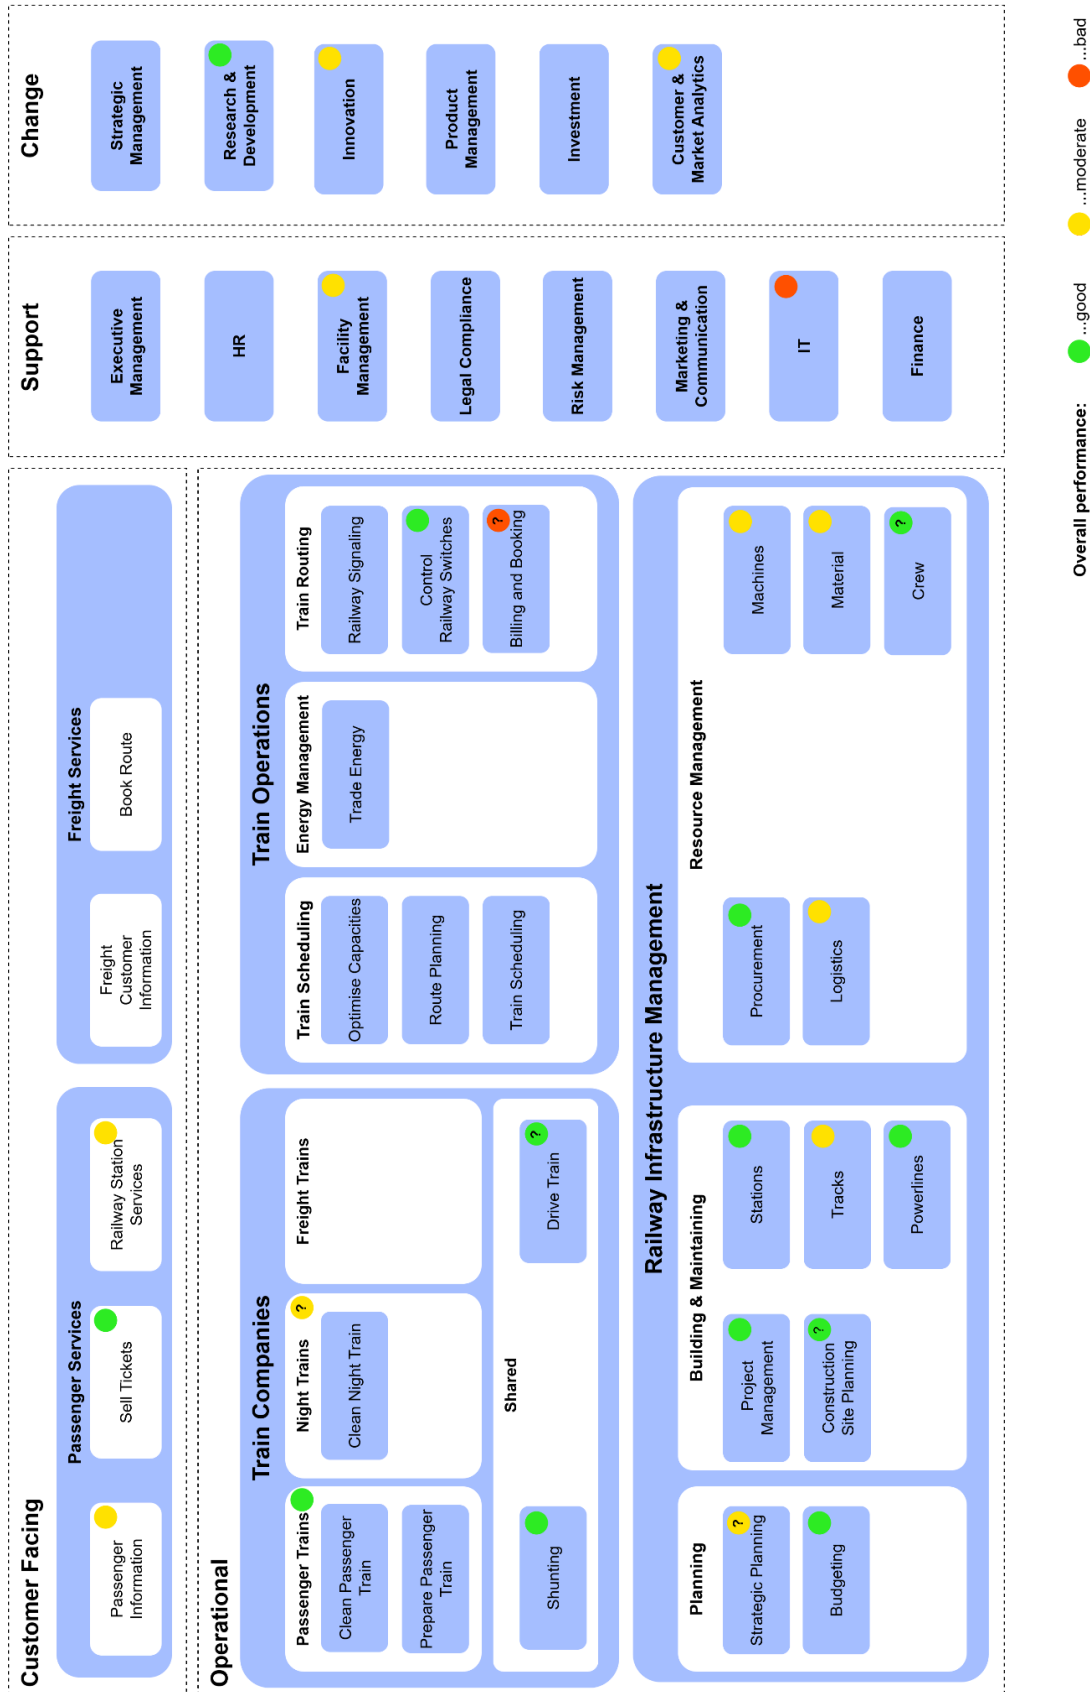 Customer Facing
Passenger Services
Passenger
Information
Sell Tickets
Railway Station
Services
Freight Services
Freight
Customer
Information
Book Route
Operational
Train Companies
Passenger Trains
Clean Passenger
Train
Prepare Passenger
Train
Night Trains
?
Clean Night Train
Freight Trains
Shared
Shunting
Drive Train
?
Train Operations
Train Scheduling
Optimise Capacities
Route Planning
Train Scheduling
Energy Management
Trade Energy
Train Routing
Railway Signaling
Control
Railway Switches
Billing and Booking
?
Railway Infrastructure Management
Planning
Strategic Planning
?
Budgeting
Building & Maintaining
Project
Management
Construction
Site Planning
?
Stations
Tracks
Powerlines
Resource Management
Procurement
Logistics
Machines
Material
Crew
?
Support
Executive
Management
HR
Facility
Management
Legal Compliance
Risk Management
Marketing &
Communication
IT
Finance
Change
Strategic
Management
Research &
Development
Innovation
Product
Management
Investment
Customer &
Market Analytics
Overall performance:
...good
...moderate
...bad